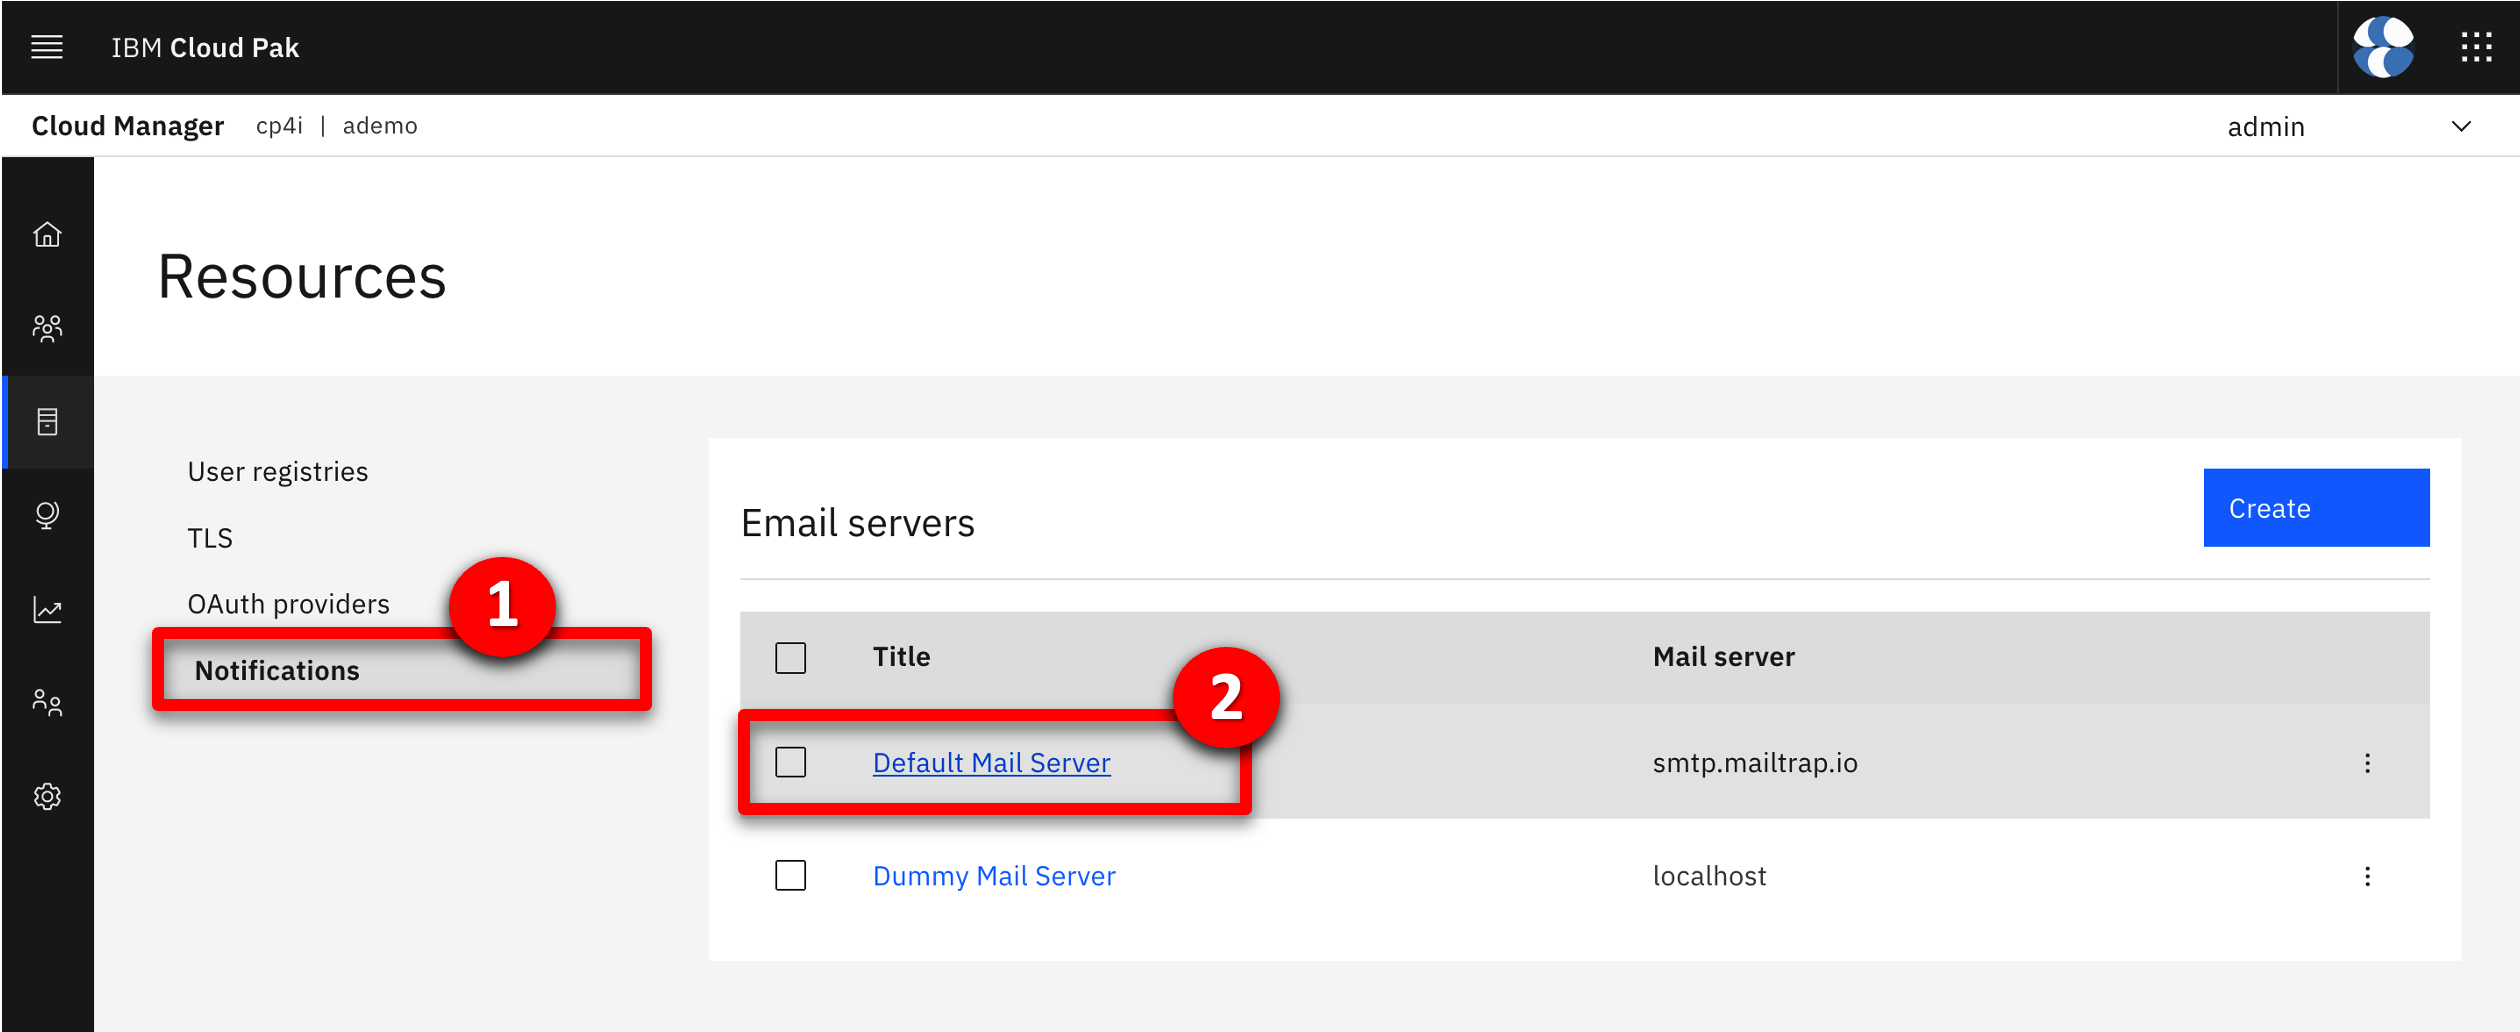 IBM Cloud Pak
Cloud Manager cp4i | ademo
admin
Resources
User registries
TLS
OAuth providers
1
Notifications
Email servers
Create
Title
Mail server
2
Default Mail Server
smtp.mailtrap.io
Dummy Mail Server
localhost